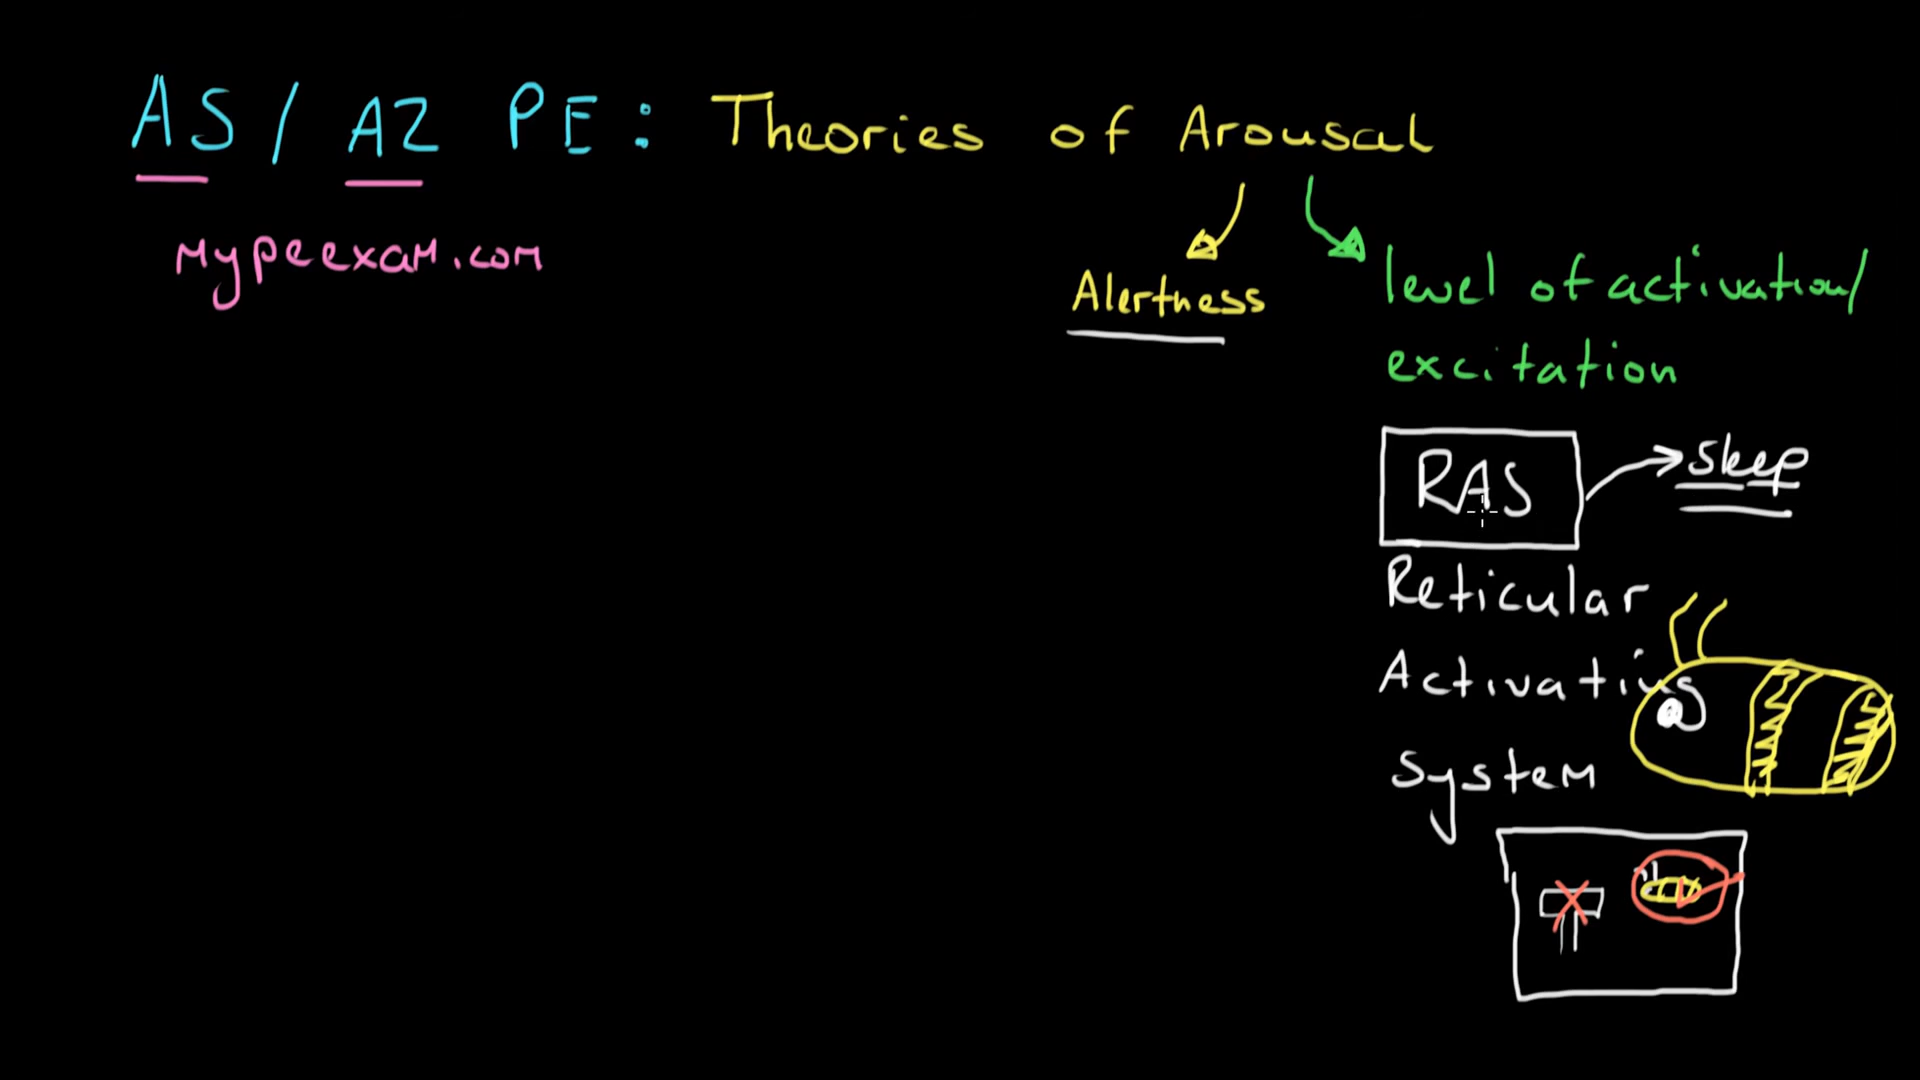 AS / A2 PE: Theories of Arousal
mypeexam.com
Alertness
level of activation/
excitation
RAS
sleep
Reticular
Activating
System